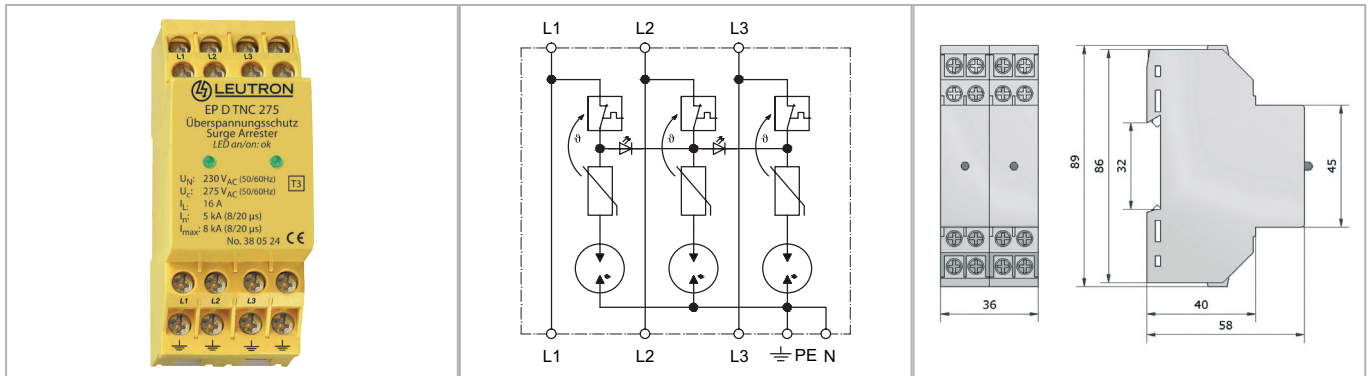 L1 L2 L3
LEUTRON
EP D TNC 275
Überspannungsschutz
Surge Arrester
LED an/on: ok
UN: 230 VAC (50/60Hz)
T3
Uc: 275 VAC (50/60Hz)
IL: 16 A
In: 5 kA (8/20 µs)
Imax: 8 kA (8/20 µs)
No. 38 05 24 CE
L1 L2 L3
L1 L2 L3
ϑ ϑ ϑ
L1 L2 L3 PE N
89
86
32
45
36
40
58